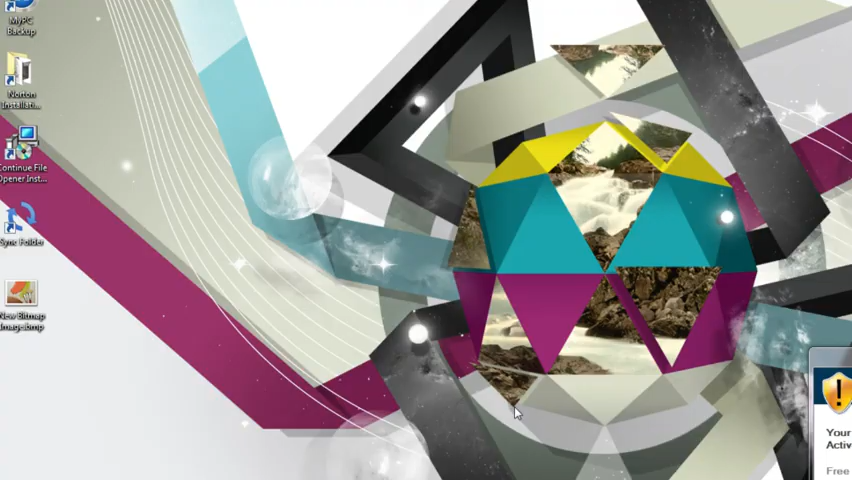 MyPC
Backup
Norton
Installati...
Continue File
Opener Inst...
Sync Folder
New Bitmap
Image.bmp
Your
Activ
Free